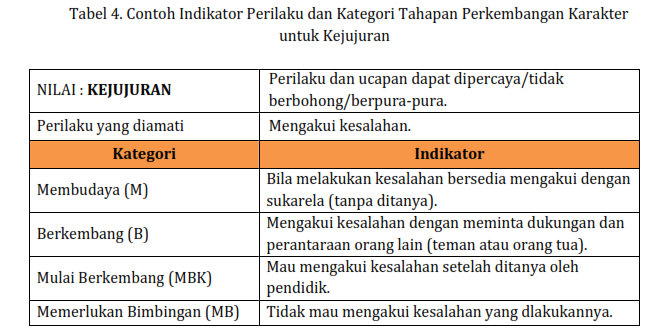 Tabel 4. Contoh Indikator Perilaku dan Kategori Tahapan Perkembangan Karakter
untuk Kejujuran
NILAI : KEJUJURAN
Perilaku dan ucapan dapat dipercaya/tidak
berbohong/berpura-pura.
Perilaku yang diamati
Mengakui kesalahan.
Kategori
Indikator
Membudaya (M)
Bila melakukan kesalahan bersedia mengakui dengan
sukarela (tanpa ditanya).
Berkembang (B)
Mengakui kesalahan dengan meminta dukungan dan
perantaraan orang lain (teman atau orang tua).
Mulai Berkembang (MBK)
Mau mengakui kesalahan setelah ditanya oleh
pendidik.
Memerlukan Bimbingan (MB)
Tidak mau mengakui kesalahan yang dlakukannya.